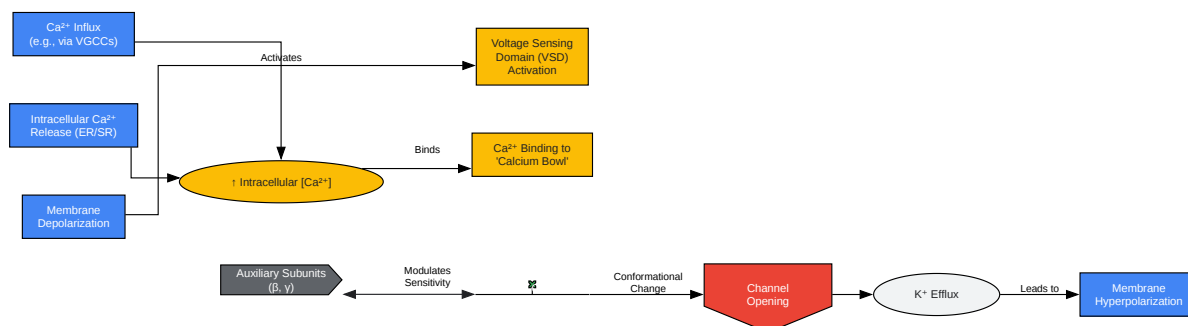 Ca²⁺ Influx
(e.g., via VGCCs)
Activates
Voltage Sensing
Domain (VSD)
Activation
Intracellular Ca²⁺
Release (ER/SR)
Binds
Ca²⁺ Binding to
'Calcium Bowl'
↑ Intracellular [Ca²⁺]
Membrane
Depolarization
Auxiliary Subunits
(β, γ)
Modulates
Sensitivity
Conformational
Change
Channel
Opening
K⁺ Efflux
Leads to
Membrane
Hyperpolarization